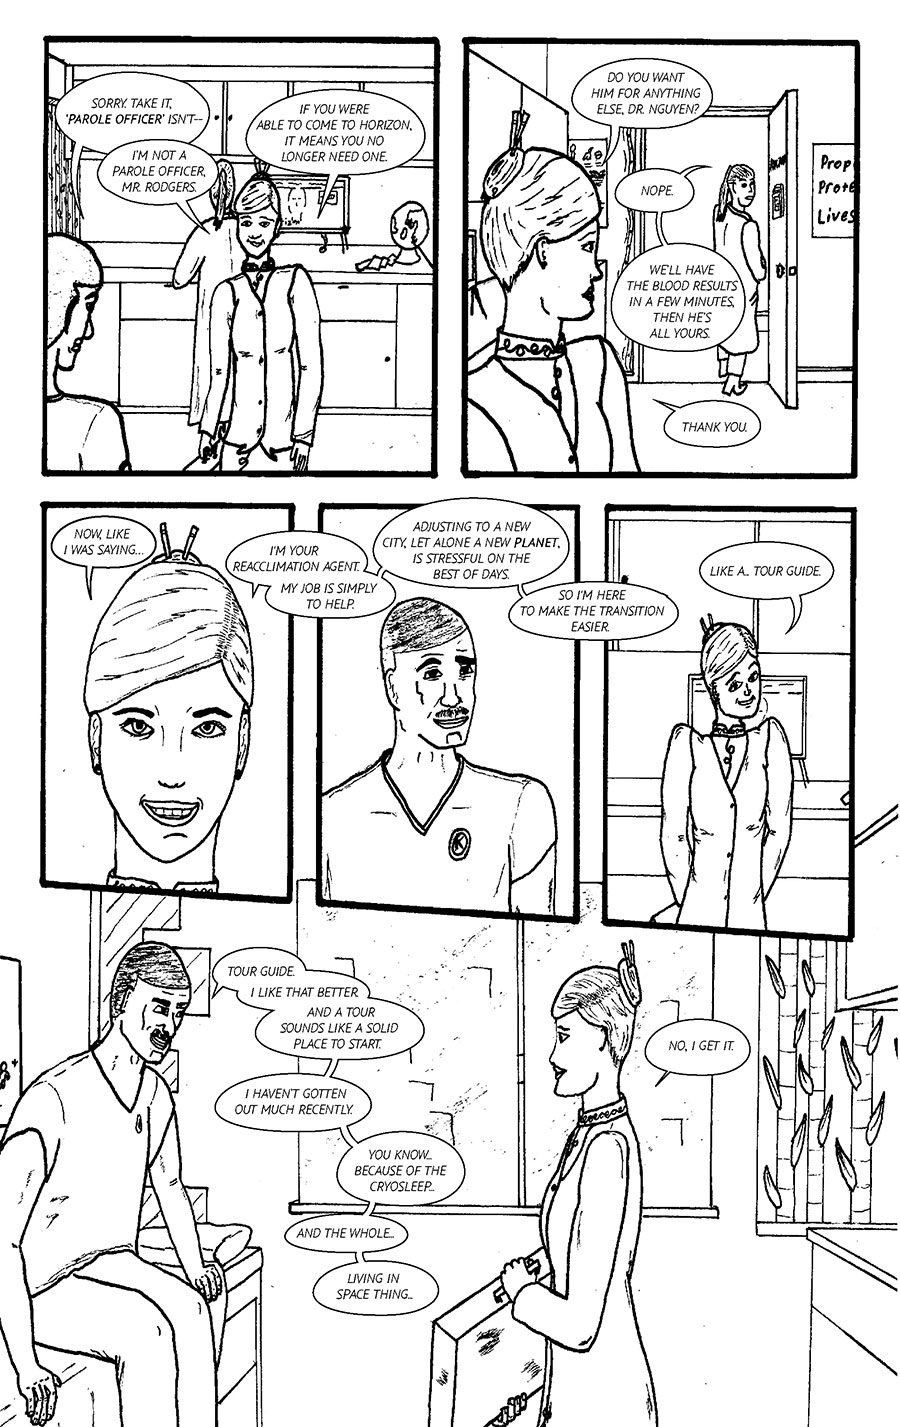 SORRY. TAKE IT,
'PAROLE OFFICER' ISN'T--
I'M NOT A
PAROLE OFFICER,
MR. RODGERS.
IF YOU WERE
ABLE TO COME TO HORIZON,
IT MEANS YOU NO
LONGER NEED ONE.
DO YOU WANT
HIM FOR ANYTHING
ELSE, DR. NGUYEN?
NOPE.
WE'LL HAVE
THE BLOOD RESULTS
IN A FEW MINUTES,
THEN HE'S
ALL YOURS.
THANK YOU.
Prop
Prote
Lives
NOW, LIKE
I WAS SAYING...
I'M YOUR
REACCLIMATION AGENT.
MY JOB IS SIMPLY
TO HELP.
ADJUSTING TO A NEW
CITY, LET ALONE A NEW PLANET,
IS STRESSFUL ON THE
BEST OF DAYS.
SO I'M HERE
TO MAKE THE TRANSITION
EASIER.
K
LIKE A... TOUR GUIDE.
TOUR GUIDE.
I LIKE THAT BETTER.
AND A TOUR
SOUNDS LIKE A SOLID
PLACE TO START.
I HAVEN'T GOTTEN
OUT MUCH RECENTLY.
YOU KNOW...
BECAUSE OF THE
CRYOSLEEP...
AND THE WHOLE...
LIVING IN
SPACE THING...
NO, I GET IT.